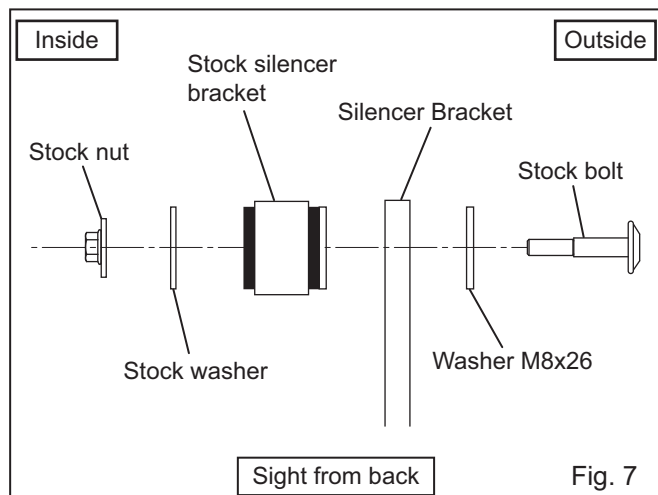 Inside
Outside
Stock silencer
bracket
Silencer Bracket
Stock nut
Stock bolt
Stock washer
Washer M8x26
Sight from back
Fig. 7